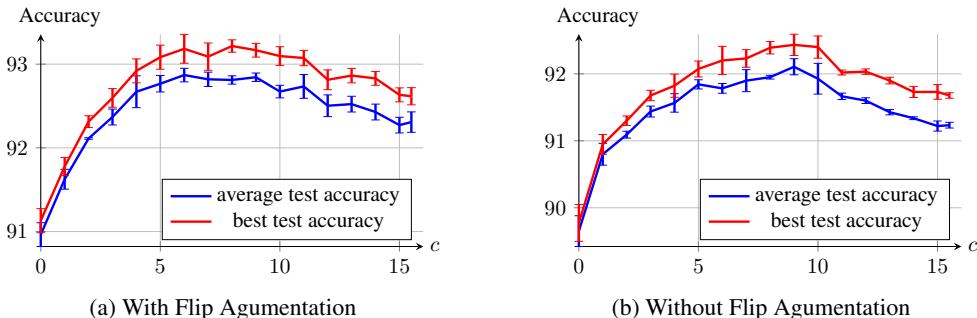 Accuracy
93
92
91
0
5
10
15
c
average test accuracy
best test accuracy
(a) With Flip Agumentation
Accuracy
92
91
90
0
5
10
15
c
average test accuracy
best test accuracy
(b) Without Flip Agumentation